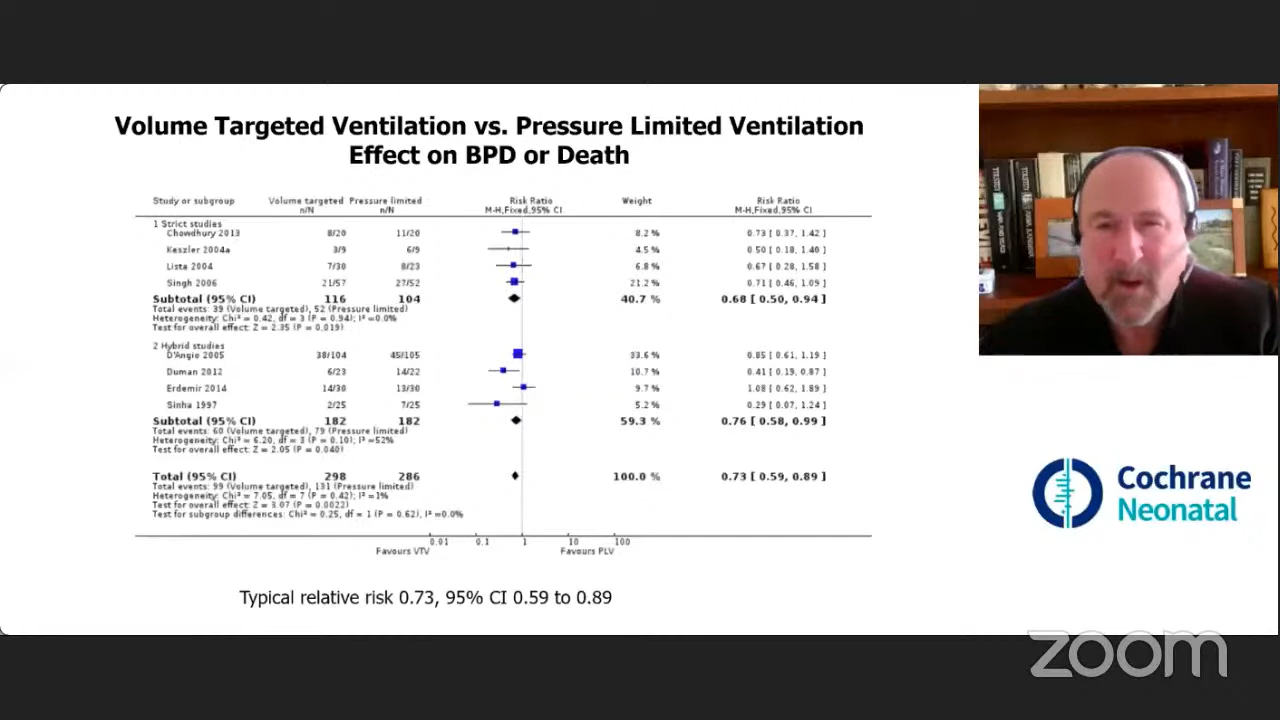 Volume Targeted Ventilation vs. Pressure Limited Ventilation
Effect on BPD or Death
Study or subgroup Volume targeted Pressure limited Risk Ratio Weight Risk Ratio
n/N n/N M-H,Fixed,95% CI M-H,Fixed,95% CI
1 Strict studies
Chowdhury 2013 8/20 11/20 8.2 % 0.73 [ 0.37, 1.42 ]
Keszler 2004a 3/9 6/9 4.5 % 0.50 [ 0.18, 1.40 ]
Lista 2004 7/30 8/23 6.8 % 0.67 [ 0.28, 1.58 ]
Singh 2006 21/57 27/52 21.2 % 0.71 [ 0.46, 1.09 ]
Subtotal (95% CI) 116 104 40.7 % 0.68 [ 0.50, 0.94 ]
Total events: 39 (Volume targeted), 52 (Pressure limited)
Heterogeneity: Chi² = 0.42, df = 3 (P = 0.94); I² =0.0%
Test for overall effect: Z = 2.35 (P = 0.019)
2 Hybrid studies
D'Angio 2005 38/104 45/105 33.6 % 0.85 [ 0.61, 1.19 ]
Duman 2012 6/23 14/22 10.7 % 0.41 [ 0.19, 0.87 ]
Erdemir 2014 14/30 13/30 9.7 % 1.08 [ 0.62, 1.89 ]
Sinha 1997 2/25 7/25 5.2 % 0.29 [ 0.07, 1.24 ]
Subtotal (95% CI) 182 182 59.3 % 0.76 [ 0.58, 0.99 ]
Total events: 60 (Volume targeted), 79 (Pressure limited)
Heterogeneity: Chi² = 6.20, df = 3 (P = 0.10); I² =52%
Test for overall effect: Z = 2.05 (P = 0.040)
Total (95% CI) 298 286 100.0 % 0.73 [ 0.59, 0.89 ]
Total events: 99 (Volume targeted), 131 (Pressure limited)
Heterogeneity: Chi² = 7.05, df = 7 (P = 0.42); I² =1%
Test for overall effect: Z = 3.07 (P = 0.0022)
Test for subgroup differences: Chi² = 0.25, df = 1 (P = 0.62), I² =0.0%
0.01 0.1 1 10 100
Favours VTV Favours PLV
Typical relative risk 0.73, 95% CI 0.59 to 0.89
Cochrane
Neonatal
zoom